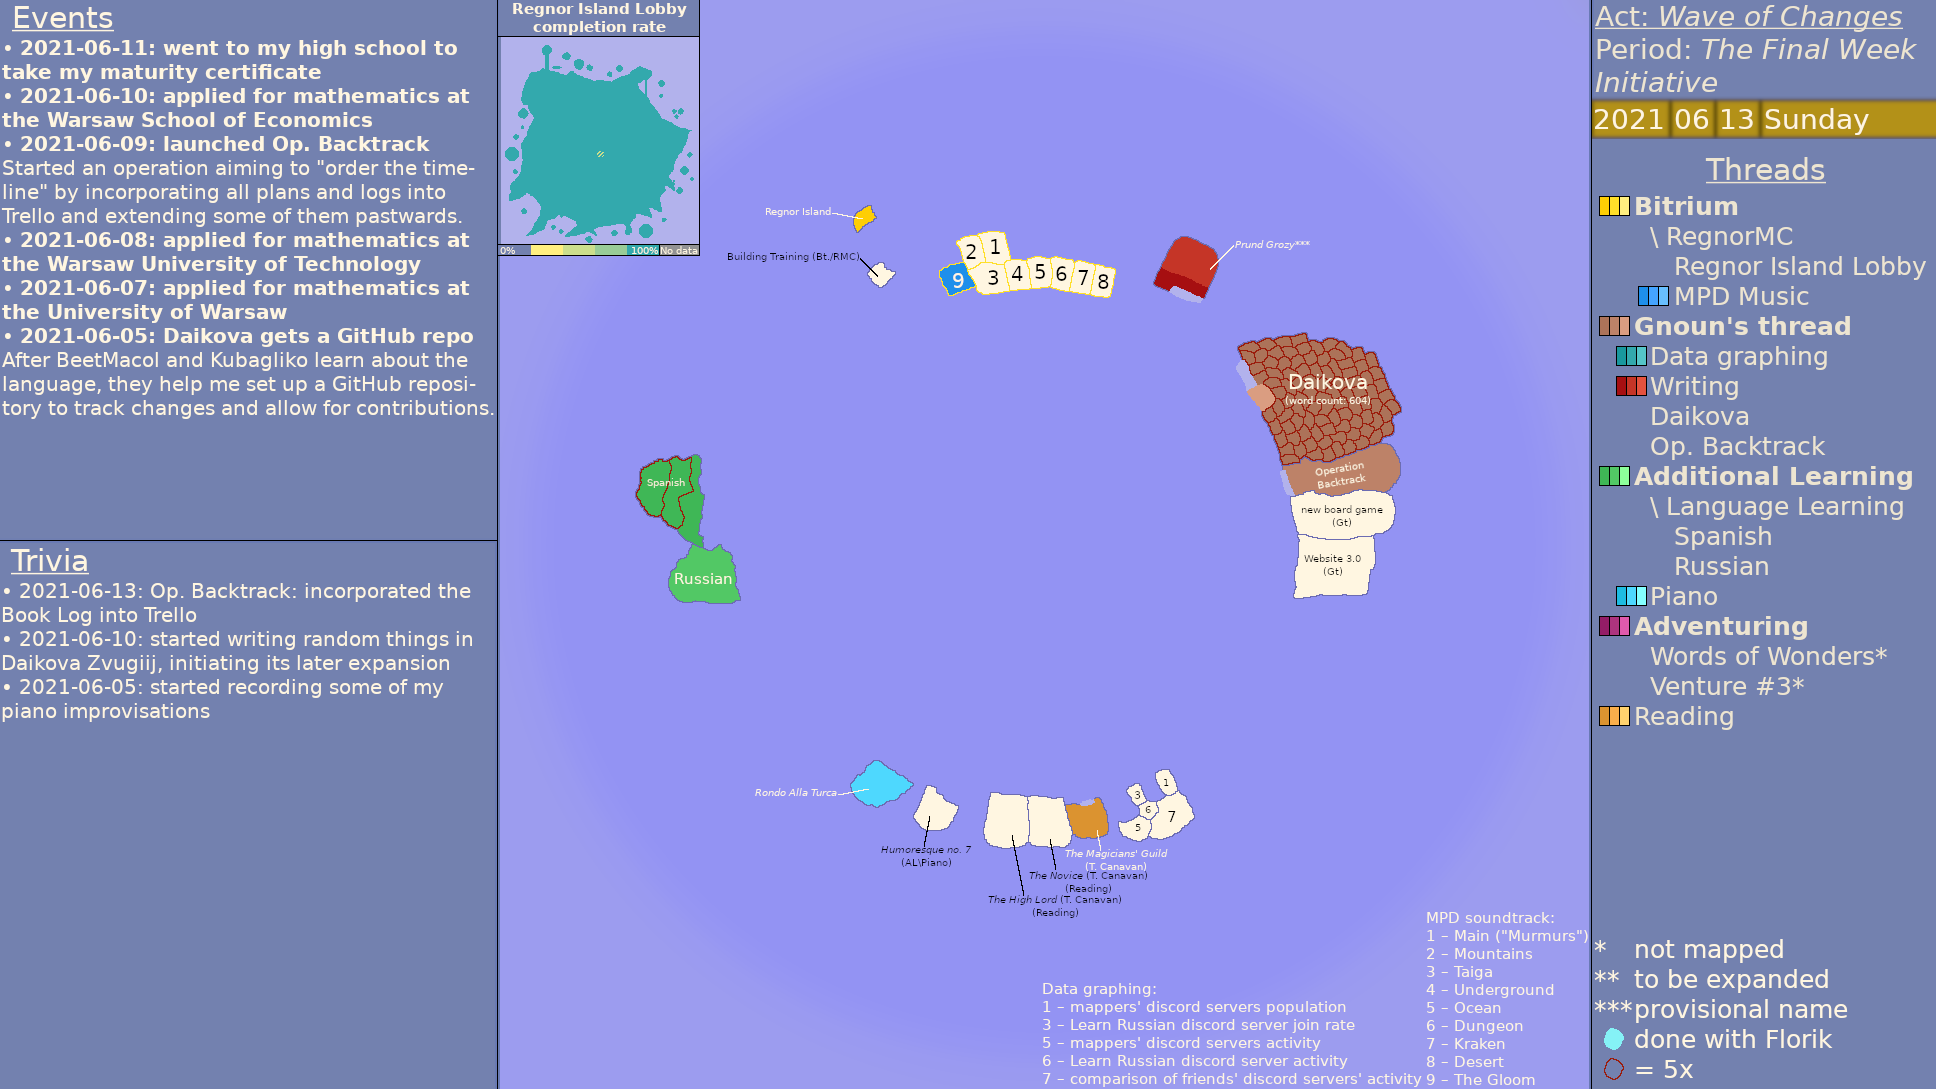 Events
• 2021-06-11: went to my high school to
take my maturity certificate
• 2021-06-10: applied for mathematics at
the Warsaw School of Economics
• 2021-06-09: launched Op. Backtrack
Started an operation aiming to "order the time-
line" by incorporating all plans and logs into
Trello and extending some of them pastwards.
• 2021-06-08: applied for mathematics at
the Warsaw University of Technology
• 2021-06-07: applied for mathematics at
the University of Warsaw
• 2021-06-05: Daikova gets a GitHub repo
After BeetMacol and Kubagliko learn about the
language, they help me set up a GitHub reposi-
tory to track changes and allow for contributions.
Trivia
• 2021-06-13: Op. Backtrack: incorporated the
Book Log into Trello
• 2021-06-10: started writing random things in
Daikova Zvugiij, initiating its later expansion
• 2021-06-05: started recording some of my
piano improvisations
Regnor Island Lobby
completion rate
0% 100% No data
Regnor Island
Building Training (Bt./RMC)
2 1
9 3 4 5 6 7 8
Prund Grozy***
Daikova
(word count: 604)
Operation
Backtrack
new board game
(Gt)
Website 3.0
(Gt)
Spanish
Russian
Rondo Alla Turca
Humoresque no. 7
(AL\Piano)
The Magicians' Guild
(T. Canavan)
The Novice (T. Canavan)
(Reading)
The High Lord (T. Canavan)
(Reading)
1
3
6
7
5
Data graphing:
1 – mappers' discord servers population
3 – Learn Russian discord server join rate
5 – mappers' discord servers activity
6 – Learn Russian discord server activity
7 – comparison of friends' discord servers' activity
MPD soundtrack:
1 – Main ("Murmurs")
2 – Mountains
3 – Taiga
4 – Underground
5 – Ocean
6 – Dungeon
7 – Kraken
8 – Desert
9 – The Gloom
Act: Wave of Changes
Period: The Final Week
Initiative
2021 06 13 Sunday
Threads
Bitrium
\ RegnorMC
Regnor Island Lobby
MPD Music
Gnoun's thread
Data graphing
Writing
Daikova
Op. Backtrack
Additional Learning
\ Language Learning
Spanish
Russian
Piano
Adventuring
Words of Wonders*
Venture #3*
Reading
* not mapped
** to be expanded
*** provisional name
done with Florik
= 5x